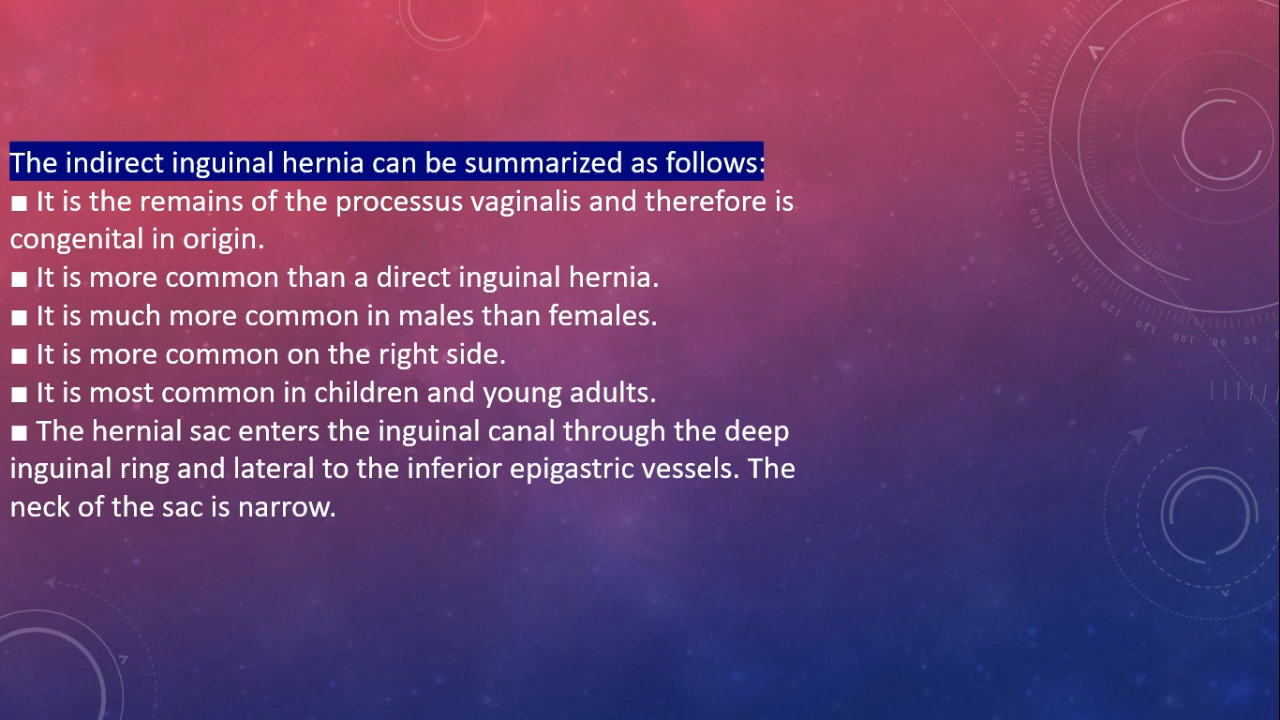 The indirect inguinal hernia can be summarized as follows:
■ It is the remains of the processus vaginalis and therefore is
congenital in origin.
■ It is more common than a direct inguinal hernia.
■ It is much more common in males than females.
■ It is more common on the right side.
■ It is most common in children and young adults.
■ The hernial sac enters the inguinal canal through the deep
inguinal ring and lateral to the inferior epigastric vessels. The
neck of the sac is narrow.